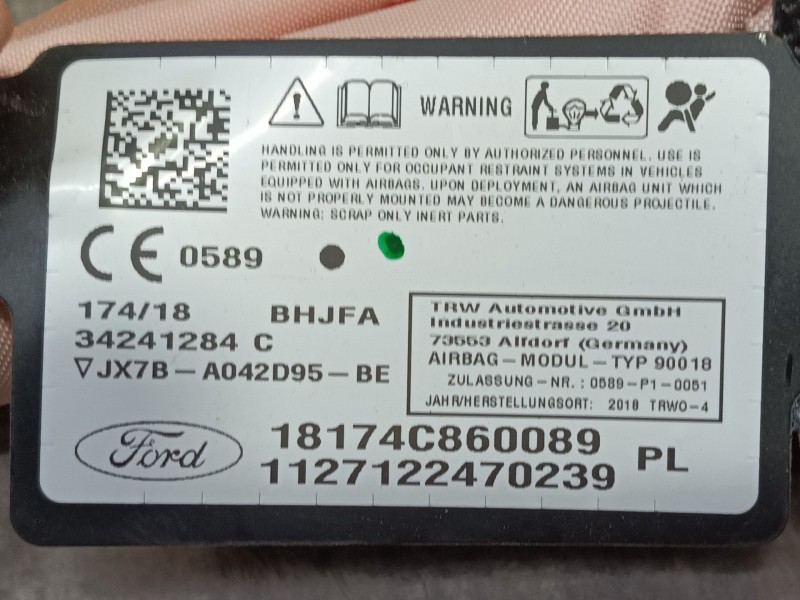 WARNING
HANDLING IS PERMITTED ONLY BY AUTHORIZED PERSONNEL. USE IS
PERMITTED ONLY FOR OCCUPANT RESTRAINT SYSTEMS IN VEHICLES
EQUIPPED WITH AIRBAGS. UPON DEPLOYMENT, AN AIRBAG UNIT WHICH
IS NOT PROPERLY MOUNTED MAY BECOME A DANGEROUS PROJECTILE.
WARNING: SCRAP ONLY INERT PARTS.
CE 0589
174/18 BHJFA
34241284 C
JX7B-A042D95-BE
TRW Automotive GmbH
Industriestrasse 20
73553 Alfdorf (Germany)
AIRBAG-MODUL-TYP 90018
ZULASSUNG-NR.: 0589-P1-0051
JAHR/HERSTELLUNGSORT: 2018 TRWO-4
Ford
18174C860089
1127122470239
PL